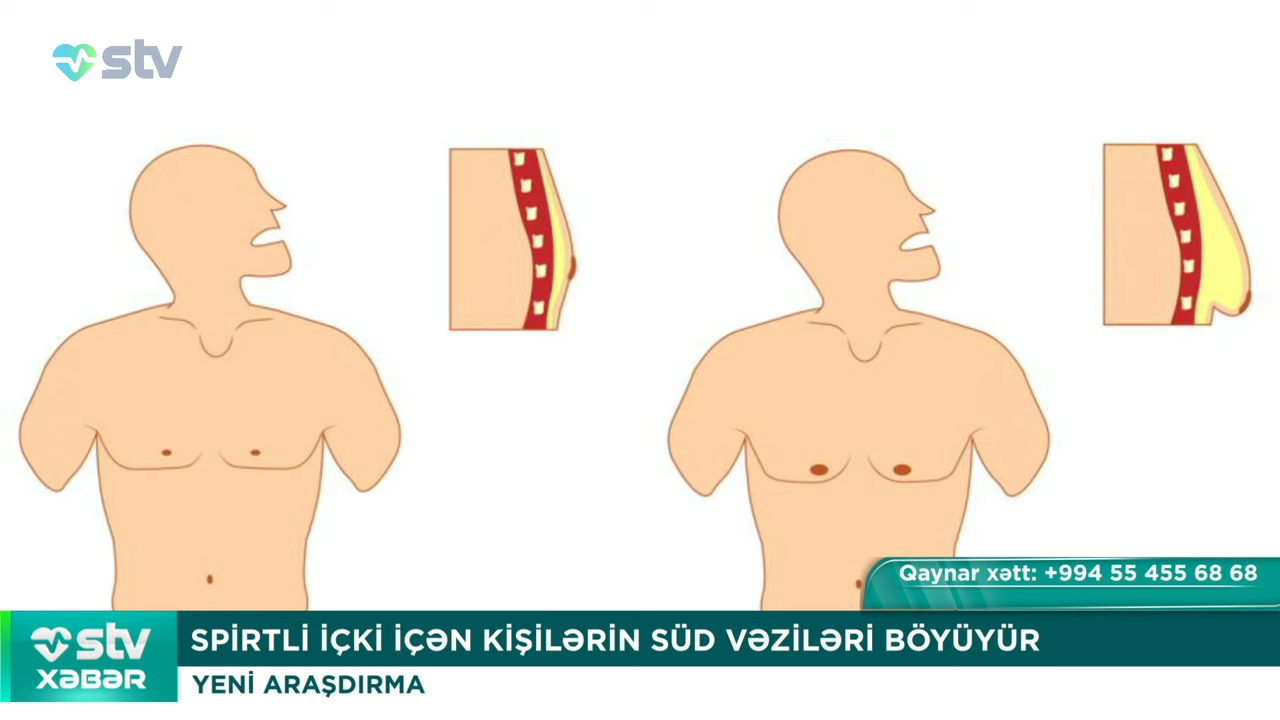 stv
Qaynar xətt: +994 55 455 68 68
stv
XƏBƏR
SPİRTLİ İÇKİ İÇƏN KİŞİLƏRİN SÜD VƏZİLƏRİ BÖYÜYÜR
YENİ ARAŞDIRMA